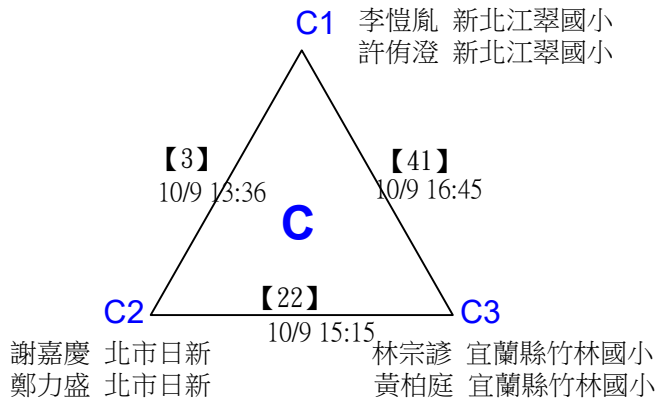 C1 李愷胤 新北江翠國小
許侑澄 新北江翠國小
【3】 【41】
10/9 13:36 10/9 16:45
C
C2 【22】 C3
10/9 15:15
謝嘉慶 北市日新 林宗諺 宜蘭縣竹林國小
鄭力盛 北市日新 黃柏庭 宜蘭縣竹林國小